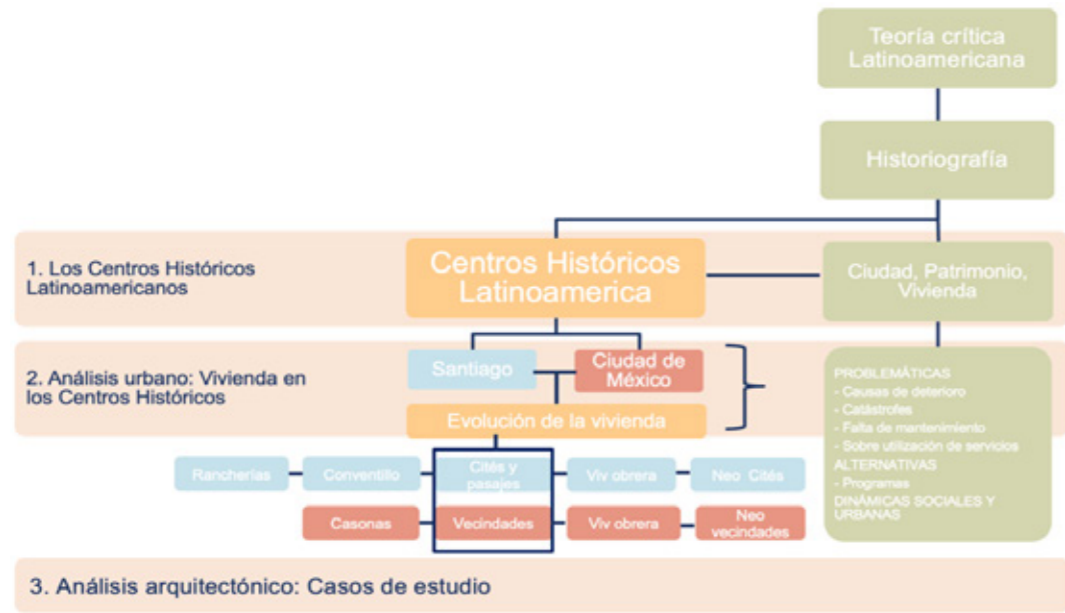 Teoría crítica
Latinoamericana
Historiografía
1. Los Centros Históricos
Latinoamericanos
Centros Históricos
Latinoamerica
Ciudad, Patrimonio,
Vivienda
2. Análisis urbano: Vivienda en
los Centros Históricos
Santiago
Ciudad de
México
Evolución de la vivienda
PROBLEMÁTICAS
- Causas de deterioro
- Catástrofes
- Falta de mantenimiento
- Sobre utilización de servicios
ALTERNATIVAS
- Programas
DINÁMICAS SOCIALES Y
URBANAS
Rancherías
Conventillo
Cités y
pasajes
Viv obrera
Neo Cités
Casonas
Vecindades
Viv obrera
Neo
vecindades
3. Análisis arquitectónico: Casos de estudio